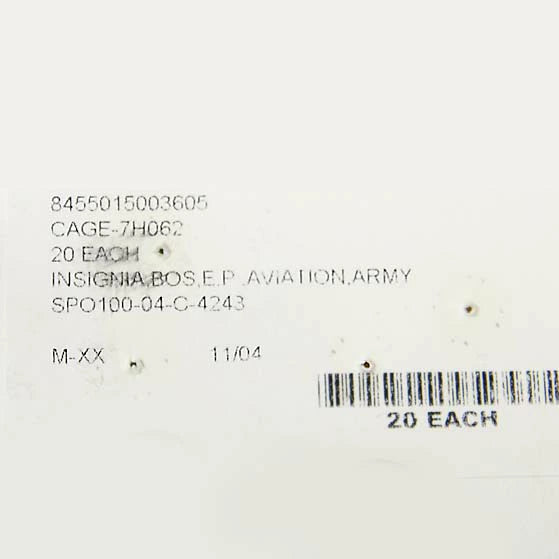 8455015003605
CAGE-7H062
20 EACH
INSIGNIA,BOS,E.P.,AVIATION,ARMY
SPO100-04-C-4243
M-XX 11/04
20 EACH